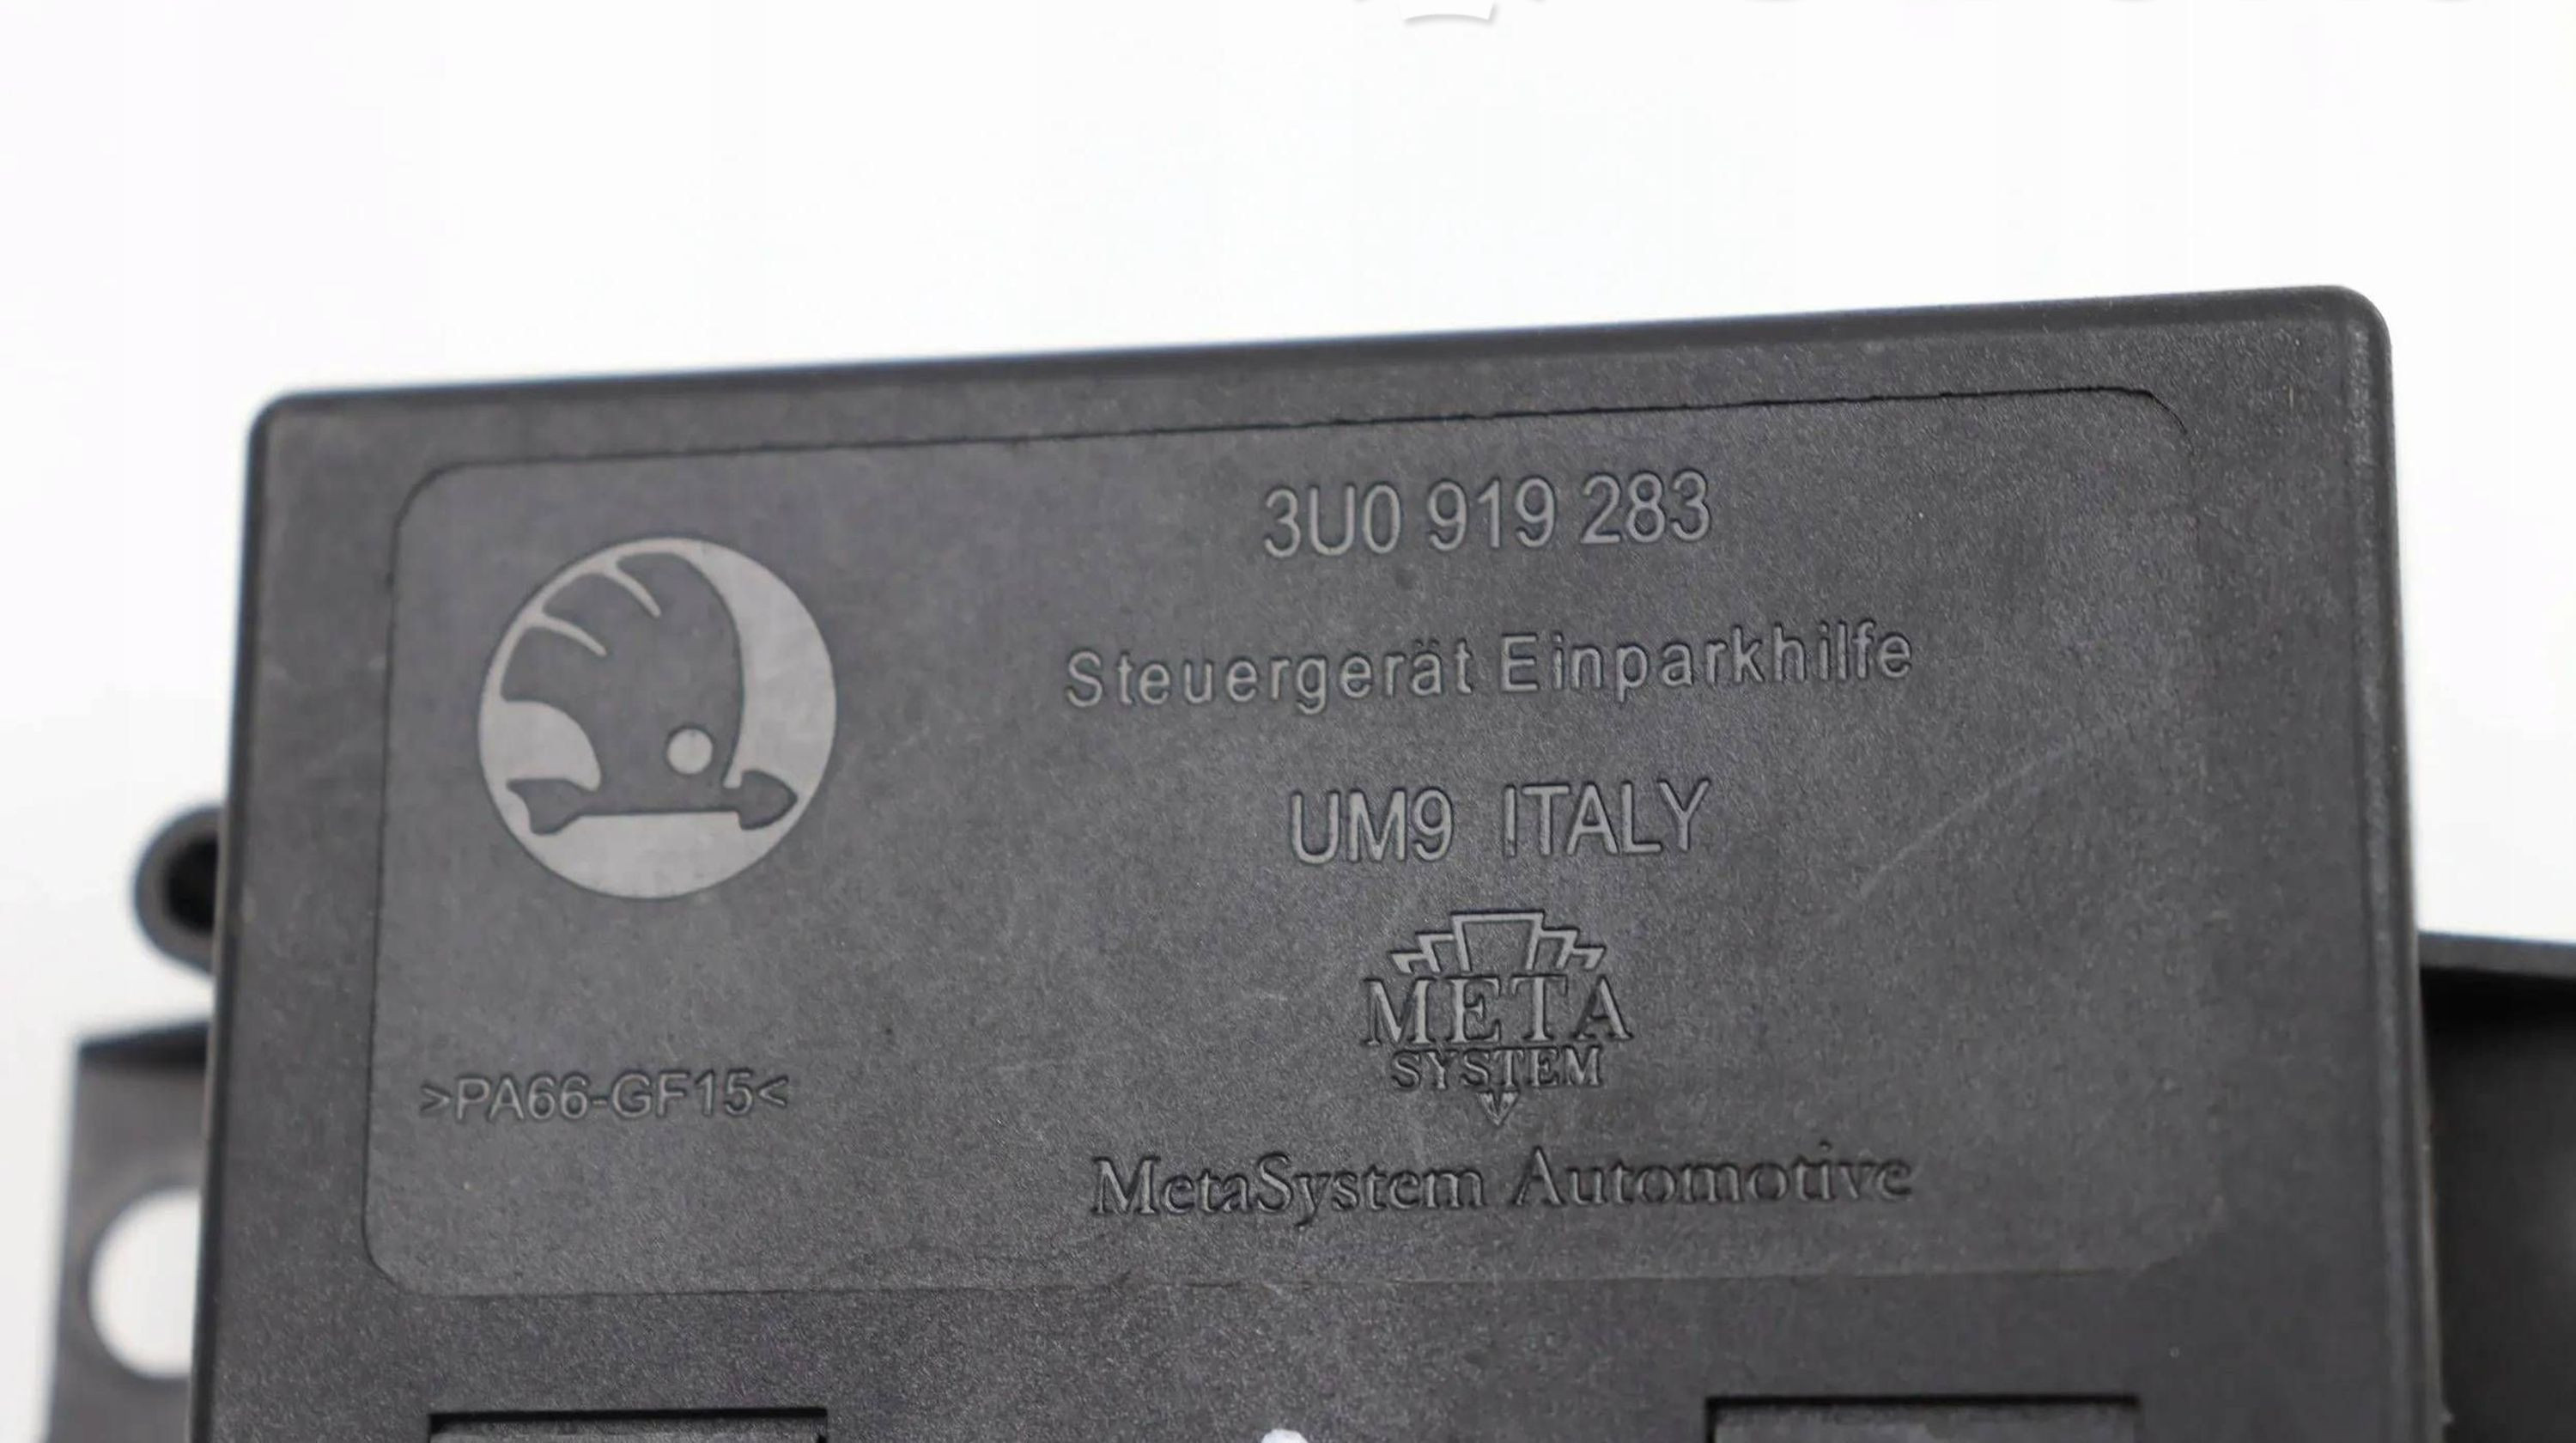 3U0 919 283
Steuergerät Einparkhilfe
UM9 ITALY
META
SYSTEM
>PA66-GF15<
MetaSystem Automotive